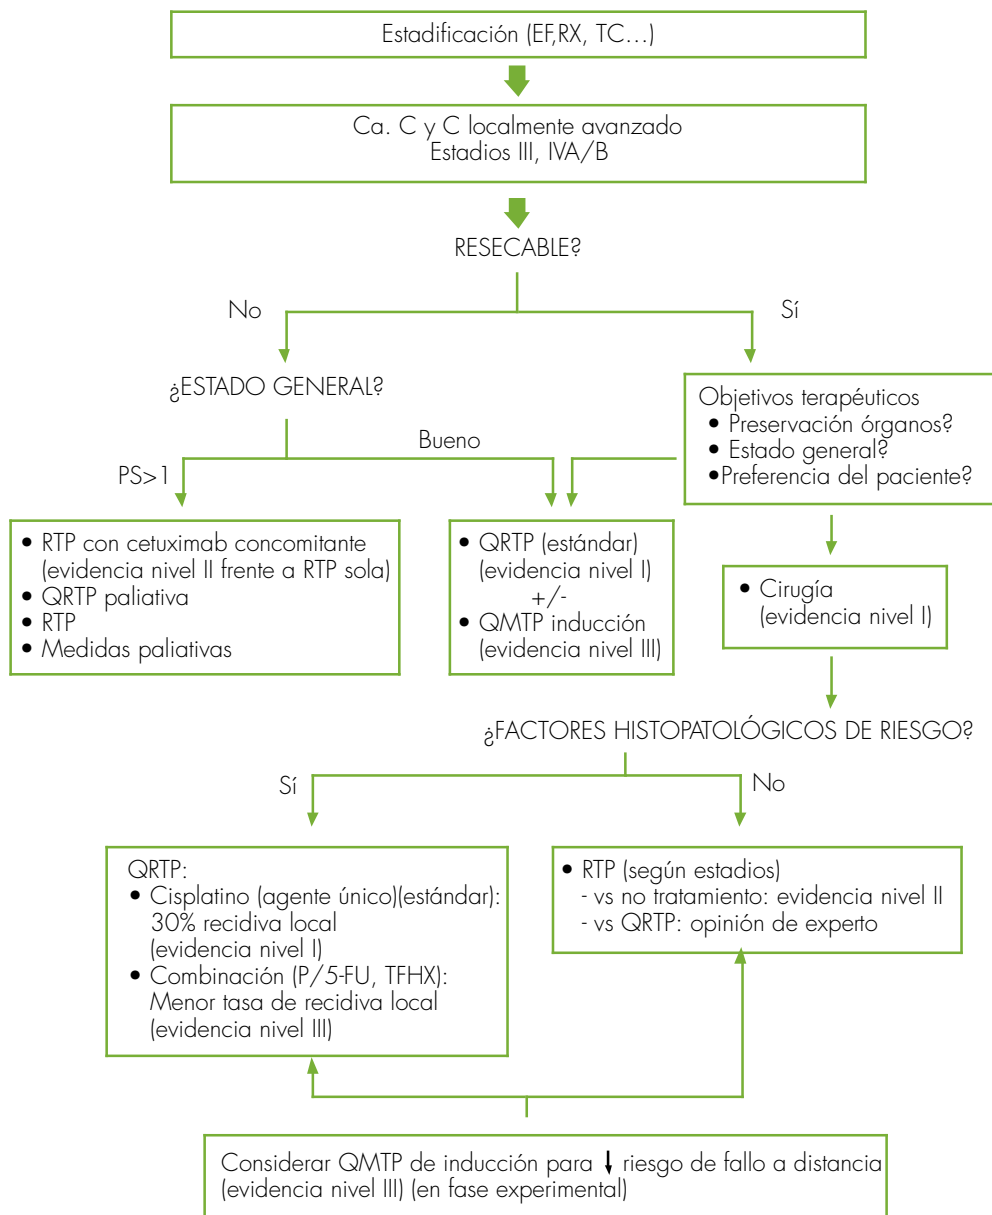 Estadificación (EF,RX, TC...)
Ca. C y C localmente avanzado
Estadios III, IVA/B
RESECABLE?
No
Sí
¿ESTADO GENERAL?
Bueno
PS>1
Objetivos terapéuticos
• Preservación órganos?
• Estado general?
•Preferencia del paciente?
• RTP con cetuximab concomitante
(evidencia nivel II frente a RTP sola)
• QRTP paliativa
• RTP
• Medidas paliativas
• QRTP (estándar)
(evidencia nivel I)
+/-
• QMTP inducción
(evidencia nivel III)
• Cirugía
(evidencia nivel I)
¿FACTORES HISTOPATOLÓGICOS DE RIESGO?
Sí
No
QRTP:
• Cisplatino (agente único)(estándar):
30% recidiva local
(evidencia nivel I)
• Combinación (P/5-FU, TFHX):
Menor tasa de recidiva local
(evidencia nivel III)
• RTP (según estadios)
- vs no tratamiento: evidencia nivel II
- vs QRTP: opinión de experto
Considerar QMTP de inducción para ↓ riesgo de fallo a distancia
(evidencia nivel III) (en fase experimental)